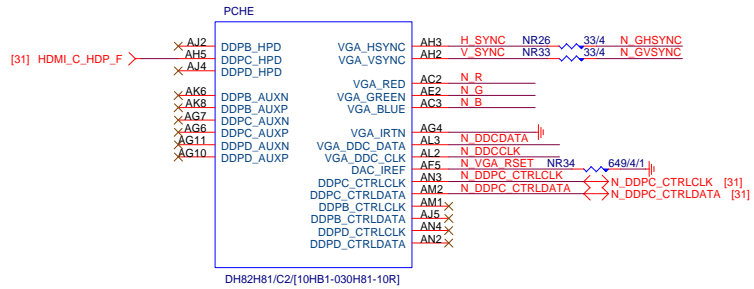 PCHE
AJ2 DDPB_HPD VGA_HSYNC AH3 H_SYNC NR26 33/4 N_GHSYNC
[31] HDMI_C_HDP_F AH5 DDPC_HPD VGA_VSYNC AH2 V_SYNC NR33 33/4 N_GVSYNC
AJ4 DDPD_HPD
VGA_RED AC2 N_R
AK6 DDPB_AUXN VGA_GREEN AE2 N_G
AK8 DDPB_AUXP VGA_BLUE AC3 N_B
AG7 DDPC_AUXN
AG6 DDPC_AUXP VGA_IRTN AG4
AG11 DDPD_AUXN VGA_DDC_DATA AL3 N_DDCDATA
AG10 DDPD_AUXP VGA_DDC_CLK AL2 N_DDCCLK
DAC_IREF AF5 N_VGA_RSET NR34 649/4/1
DDPC_CTRLCLK AN3 N_DDPC_CTRLCLK N_DDPC_CTRLCLK [31]
DDPC_CTRLDATA AM2 N_DDPC_CTRLDATA N_DDPC_CTRLDATA [31]
DDPB_CTRLCLK AM1
DDPB_CTRLDATA AJ5
DDPD_CTRLCLK AN4
DDPD_CTRLDATA AN2
DH82H81/C2/[10HB1-030H81-10R]